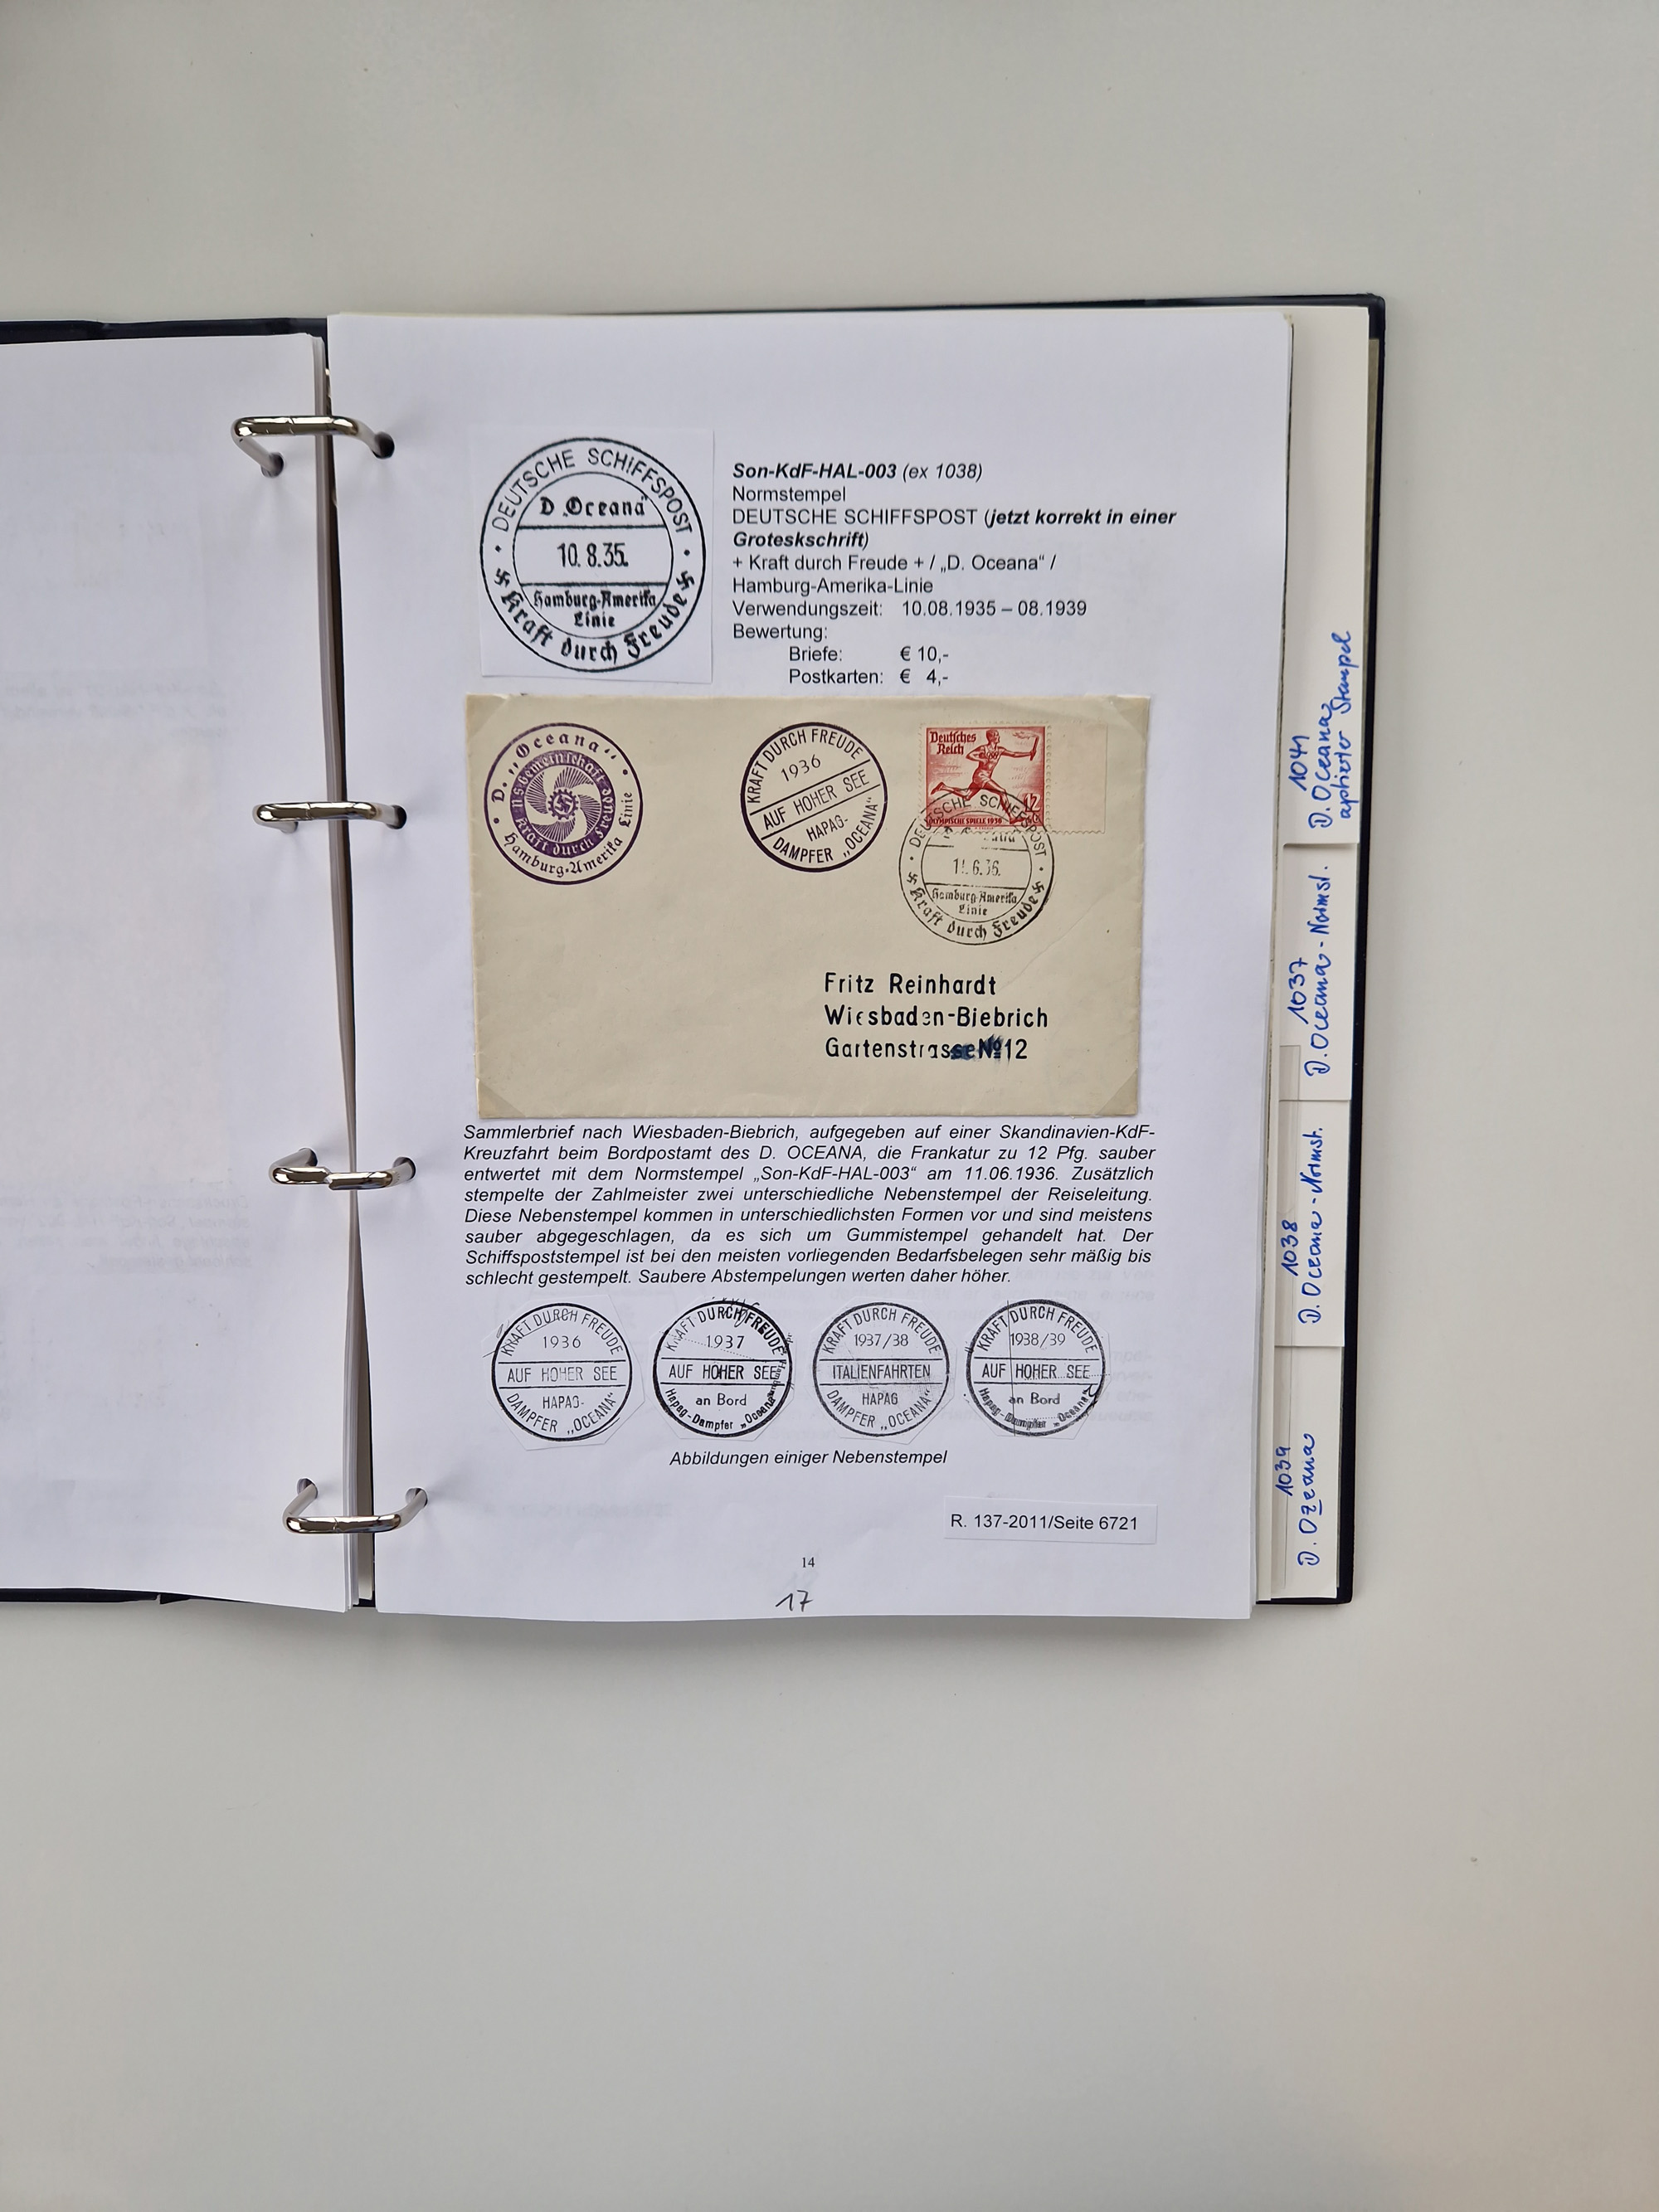 DEUTSCHE SCHIFFSPOST
D „Oceana“
10.8.35.
Hamburg-Amerika
Linie
Kraft durch Freude
Son-KdF-HAL-003 (ex 1038)
Normstempel
DEUTSCHE SCHIFFSPOST (jetzt korrekt in einer
Groteskschrift)
+ Kraft durch Freude + / „D. Oceana“ /
Hamburg-Amerika-Linie
Verwendungszeit: 10.08.1935 – 08.1939
Bewertung:
Briefe: € 10,-
Postkarten: € 4,-
D. „Oceana“
Kraft durch Freude
Hamburg-Amerika Linie
KRAFT DURCH FREUDE
1936
AUF HOHER SEE
HAPAG-
DAMPFER „OCEANA“
Deutsches
Reich
12
OLYMPISCHE SPIELE 1936
DEUTSCHE SCHIFFSPOST
Hamburg-Amerika
Linie
Kraft durch Freude
Fritz Reinhardt
Wiesbaden-Biebrich
Gartenstrasse№12
Sammlerbrief nach Wiesbaden-Biebrich, aufgegeben auf einer Skandinavien-KdF-
Kreuzfahrt beim Bordpostamt des D. OCEANA, die Frankatur zu 12 Pfg. sauber
entwertet mit dem Normstempel „Son-KdF-HAL-003“ am 11.06.1936. Zusätzlich
stempelte der Zahlmeister zwei unterschiedliche Nebenstempel der Reiseleitung.
Diese Nebenstempel kommen in unterschiedlichsten Formen vor und sind meistens
sauber abgeschlagen, da es sich um Gummistempel gehandelt hat. Der
Schiffspoststempel ist bei den meisten vorliegenden Bedarfsbelegen sehr mäßig bis
schlecht gestempelt. Saubere Abstempelungen werten daher höher.
KRAFT DURCH FREUDE
1936
AUF HOHER SEE
HAPAG-
DAMPFER „OCEANA“
KRAFT DURCH FREUDE
1937
AUF HOHER SEE
an Bord
Hapag-Dampfer „Oceana“
KRAFT DURCH FREUDE
1937/38
ITALIENFAHRTEN
HAPAG
DAMPFER „OCEANA“
KRAFT DURCH FREUDE
1938/39
AUF HOHER SEE
an Bord
Hapag-Dampfer „Oceana“
Abbildungen einiger Nebenstempel
R. 137-2011/Seite 6721
14
17
1041
D. Oceana
aptierter Stempel
1037
D. Oceana - Normst.
1038
D. Oceana - Normst.
1039
D. Ozeana